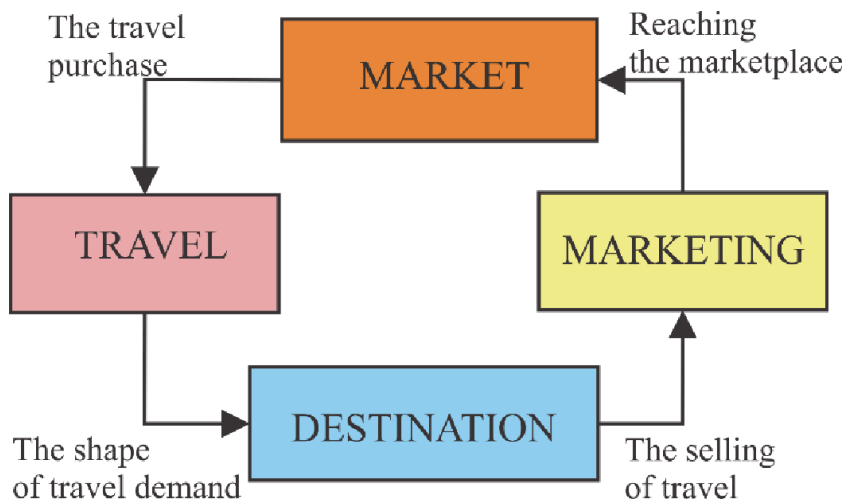 The travel
purchase
MARKET
Reaching
the marketplace
TRAVEL
MARKETING
The shape
of travel demand
DESTINATION
The selling
of travel